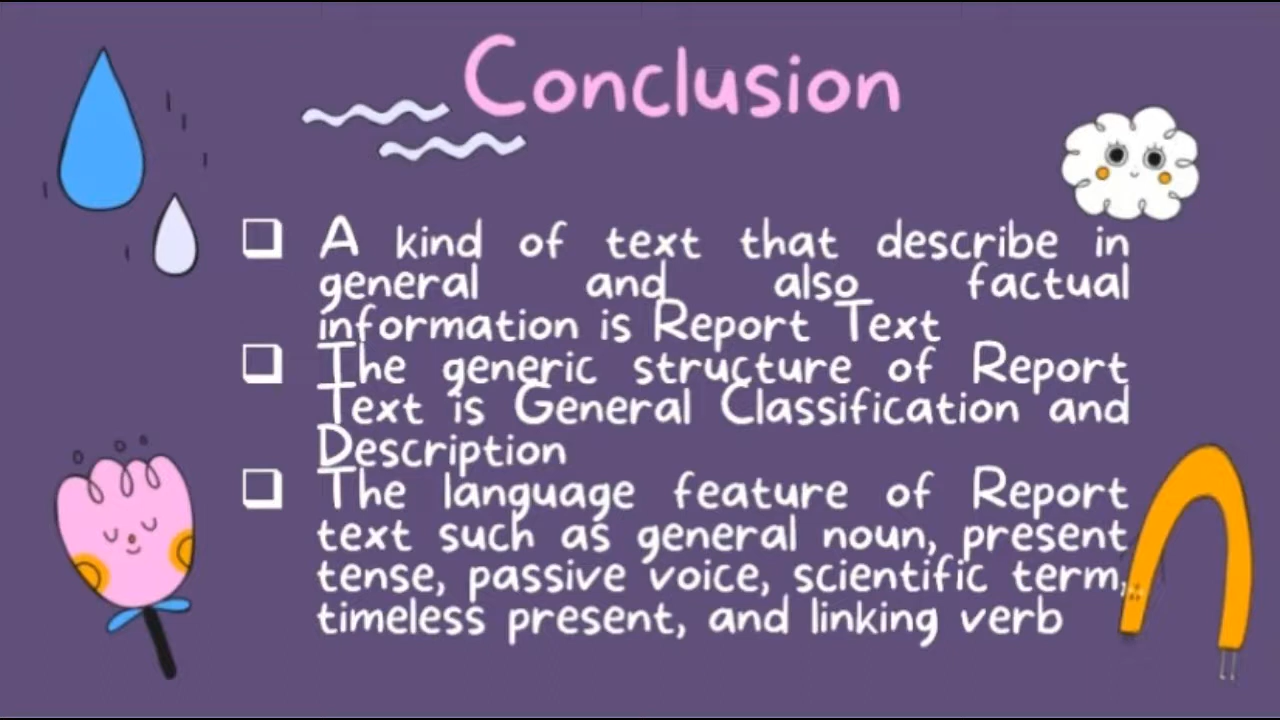 Conclusion
A kind of text that describe in
general and also factual
information is Report Text
The generic structure of Report
Text is General Classification and
Description
The language feature of Report
text such as general noun, present
tense, passive voice, scientific term,
timeless present, and linking verb